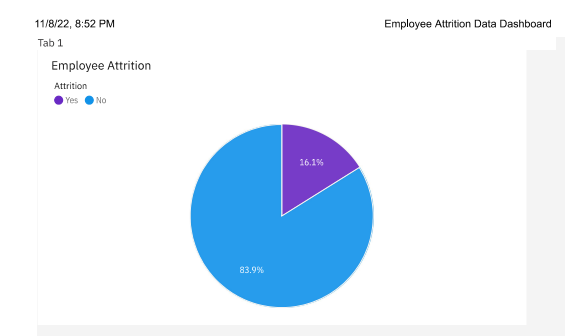 11/8/22, 8:52 PM Employee Attrition Data Dashboard
Tab 1
Employee Attrition
Attrition
Yes No
16.1%
83.9%